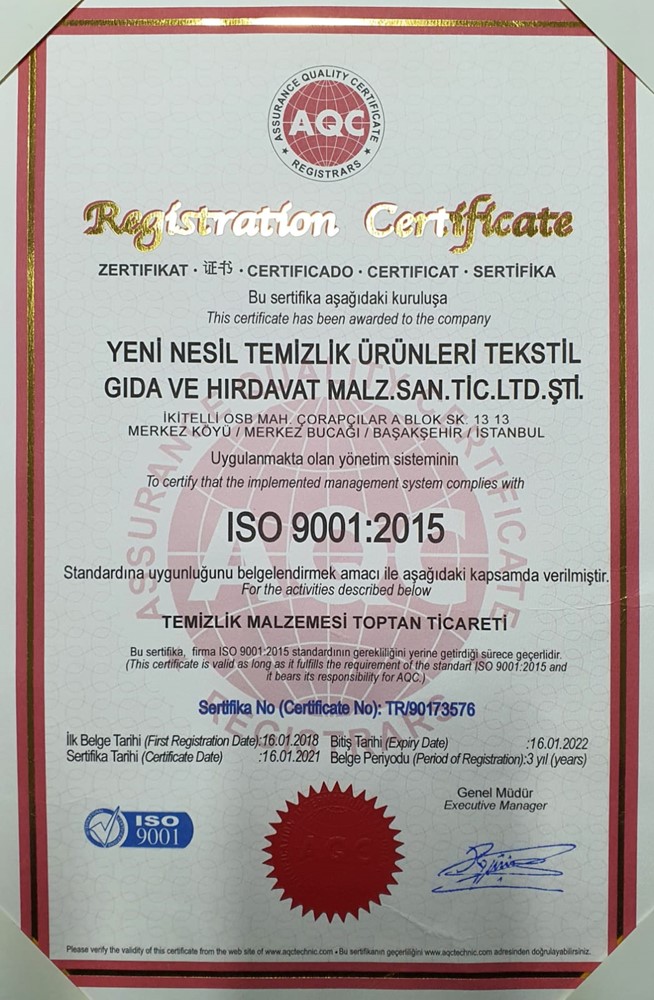 ASSURANCE QUALITY CERTIFICATE
AQC
REGISTRARS
Registration Certificate
ZERTIFIKAT · 证书 · CERTIFICADO · CERTIFICAT · SERTİFİKA
Bu sertifika aşağıdaki kuruluşa
This certificate has been awarded to the company
YENİ NESİL TEMİZLİK ÜRÜNLERİ TEKSTİL
GIDA VE HIRDAVAT MALZ.SAN.TİC.LTD.ŞTİ.
İKİTELLİ OSB MAH. ÇORAPÇILAR A BLOK SK. 13 13
MERKEZ KÖYÜ / MERKEZ BUCAĞI / BAŞAKŞEHİR / İSTANBUL
Uygulanmakta olan yönetim sisteminin
To certify that the implemented management system complies with
ISO 9001:2015
Standardına uygunluğunu belgelendirmek amacı ile aşağıdaki kapsamda verilmiştir.
For the activities described below
TEMİZLİK MALZEMESİ TOPTAN TİCARETİ
Bu sertifika, firma ISO 9001:2015 standardının gerekliliğini yerine getirdiği sürece geçerlidir.
(This certificate is valid as long as it fulfills the requirement of the standart ISO 9001:2015 and
it bears its responsibility for AQC.)
Sertifika No (Certificate No): TR/90173576
İlk Belge Tarihi (First Registration Date):16.01.2018 Bitiş Tarihi (Expiry Date) :16.01.2022
Sertifika Tarihi (Certificate Date) :16.01.2021 Belge Periyodu (Period of Registration):3 yıl (years)
Genel Müdür
Executive Manager
ISO
9001
AQC
Please verify the validity of this certificate from the web site of www.aqctechnic.com • Bu sertifikanın geçerliliğini www.aqctechnic.com adresinden doğrulayabilirsiniz.